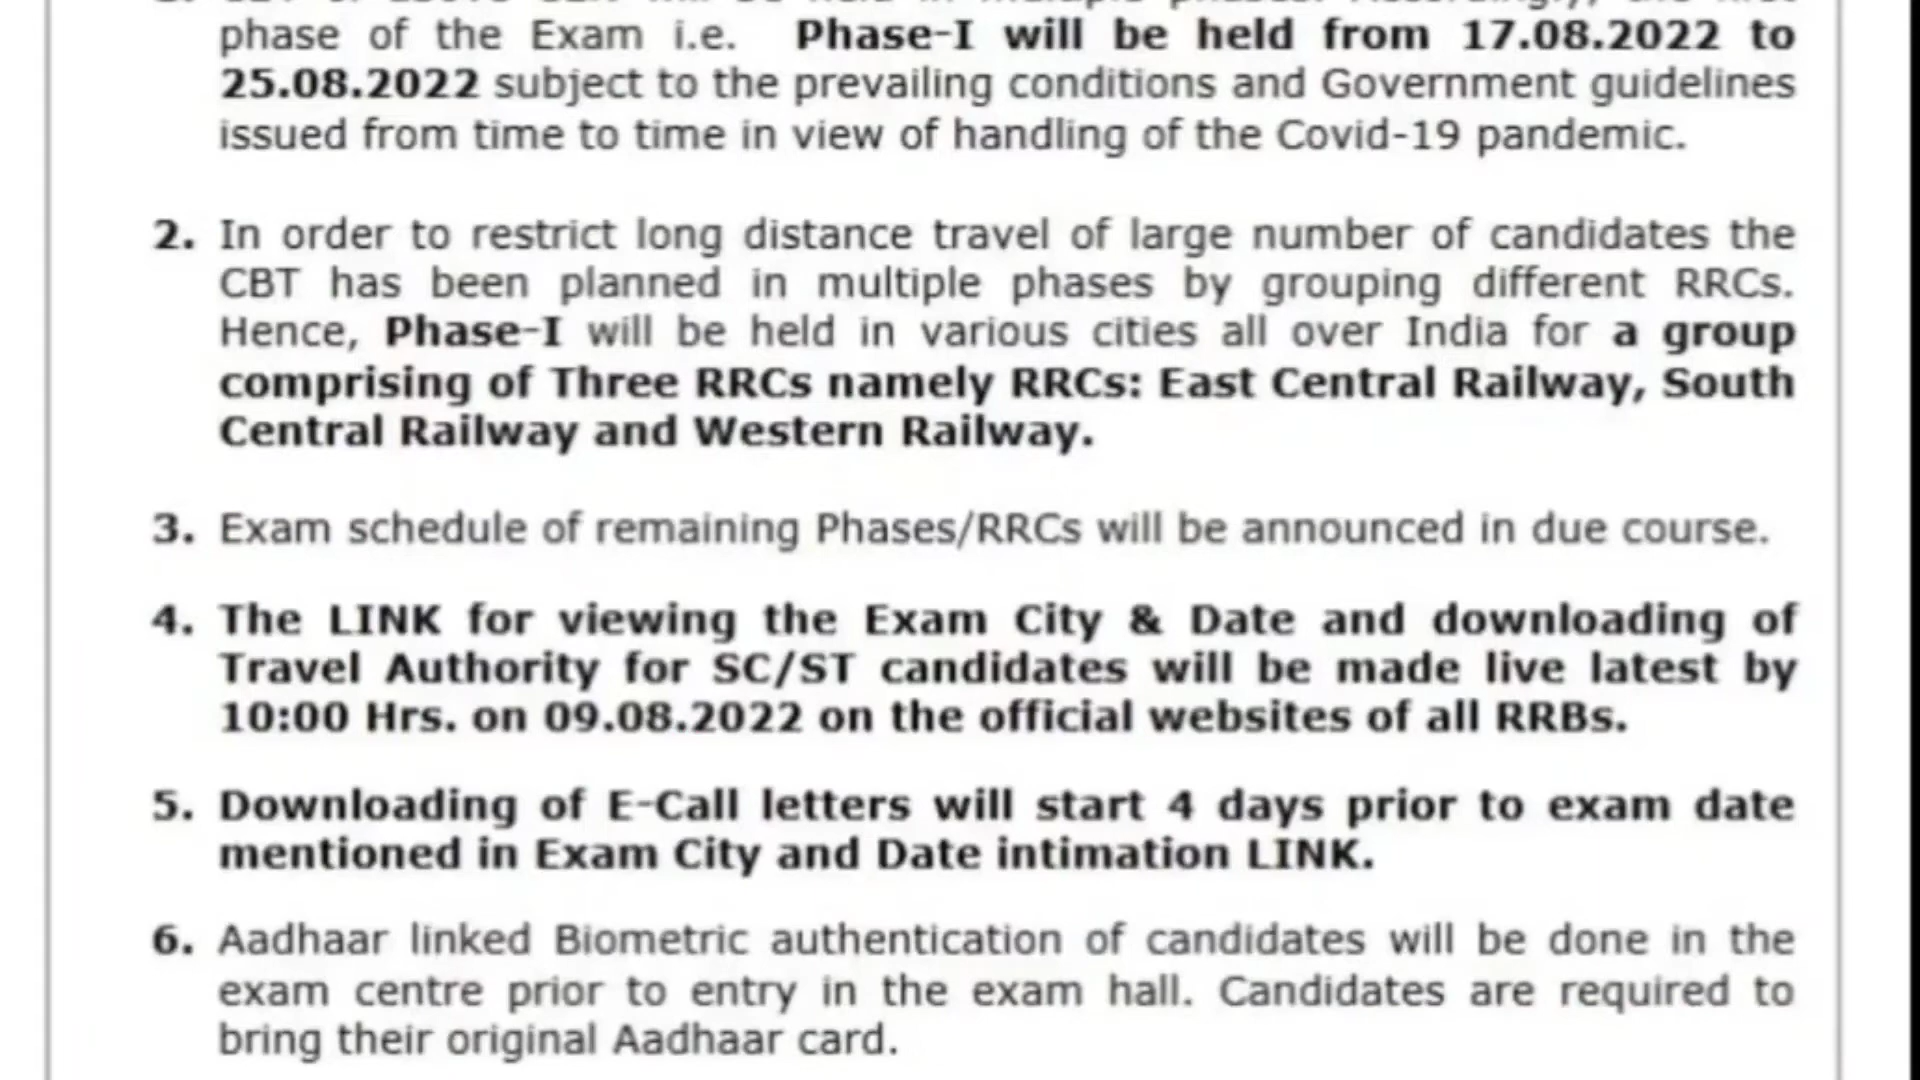 phase of the Exam i.e. Phase-I will be held from 17.08.2022 to
25.08.2022 subject to the prevailing conditions and Government guidelines
issued from time to time in view of handling of the Covid-19 pandemic.
2. In order to restrict long distance travel of large number of candidates the
CBT has been planned in multiple phases by grouping different RRCs.
Hence, Phase-I will be held in various cities all over India for a group
comprising of Three RRCs namely RRCs: East Central Railway, South
Central Railway and Western Railway.
3. Exam schedule of remaining Phases/RRCs will be announced in due course.
4. The LINK for viewing the Exam City & Date and downloading of
Travel Authority for SC/ST candidates will be made live latest by
10:00 Hrs. on 09.08.2022 on the official websites of all RRBs.
5. Downloading of E-Call letters will start 4 days prior to exam date
mentioned in Exam City and Date intimation LINK.
6. Aadhaar linked Biometric authentication of candidates will be done in the
exam centre prior to entry in the exam hall. Candidates are required to
bring their original Aadhaar card.